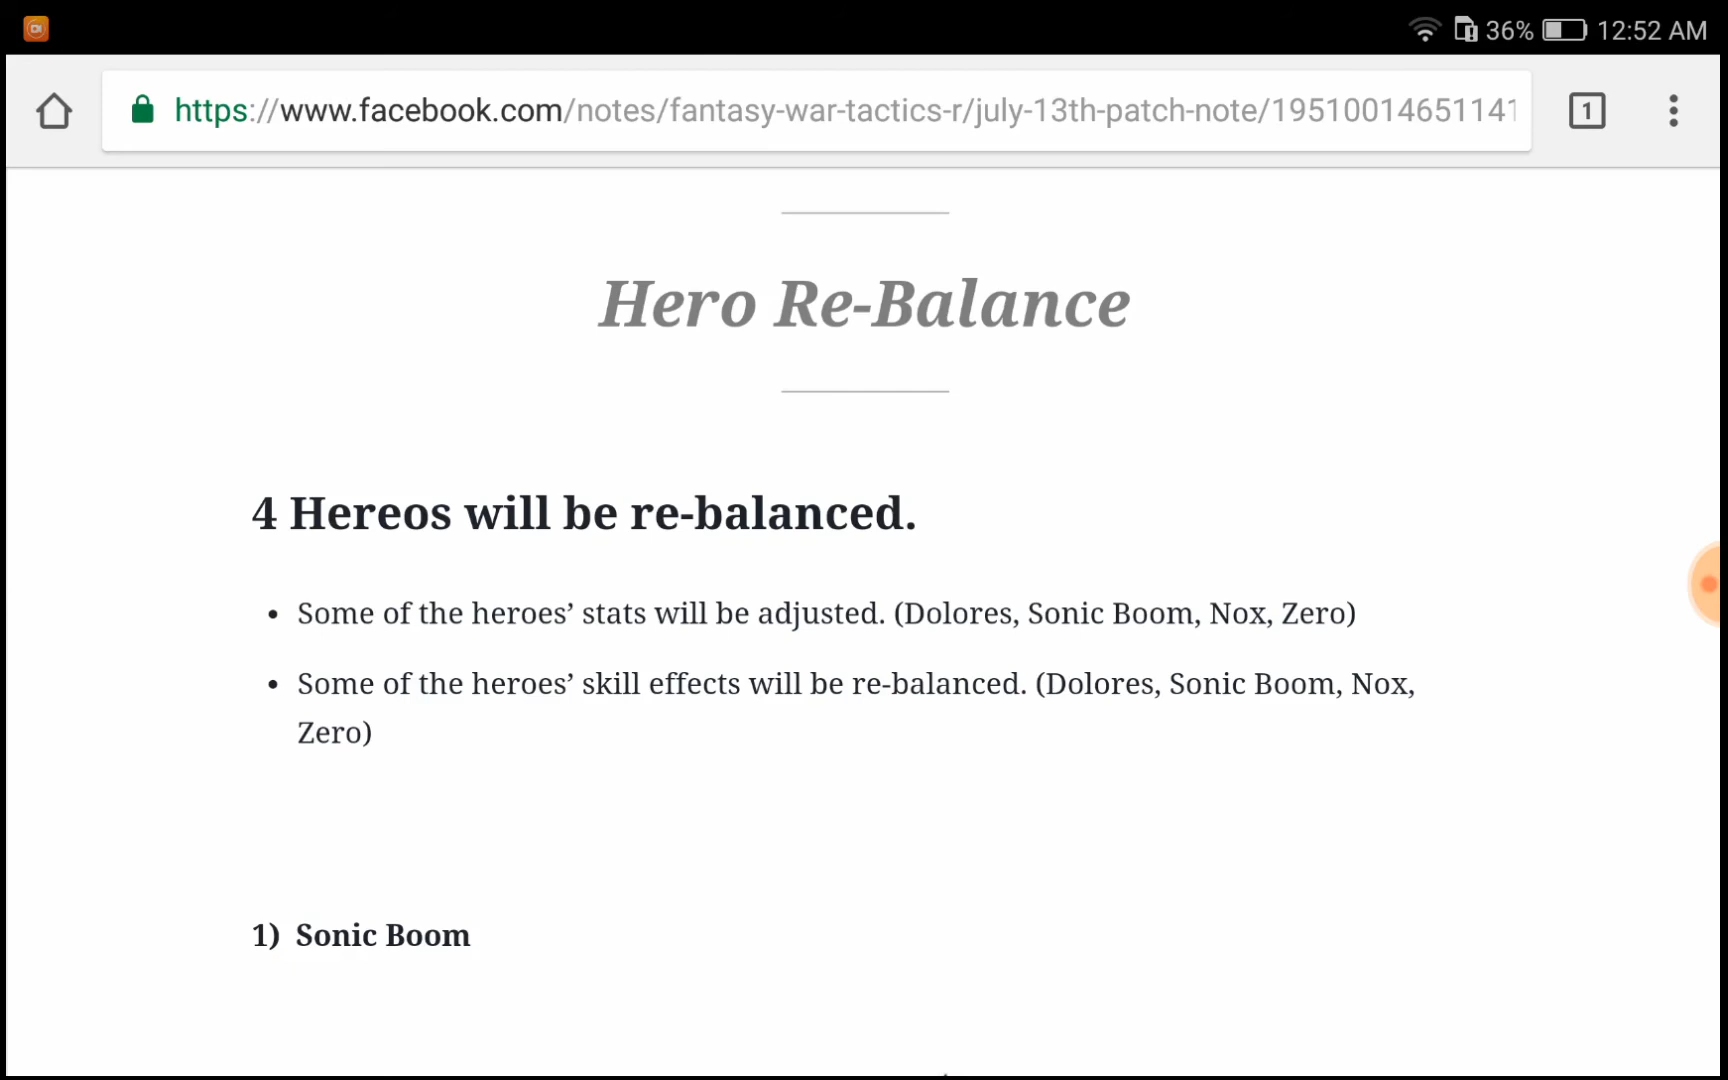 36% 12:52 AM
https://www.facebook.com/notes/fantasy-war-tactics-r/july-13th-patch-note/19510014651141
1
Hero Re-Balance
4 Hereos will be re-balanced.
• Some of the heroes’ stats will be adjusted. (Dolores, Sonic Boom, Nox, Zero)
• Some of the heroes’ skill effects will be re-balanced. (Dolores, Sonic Boom, Nox,
Zero)
1) Sonic Boom